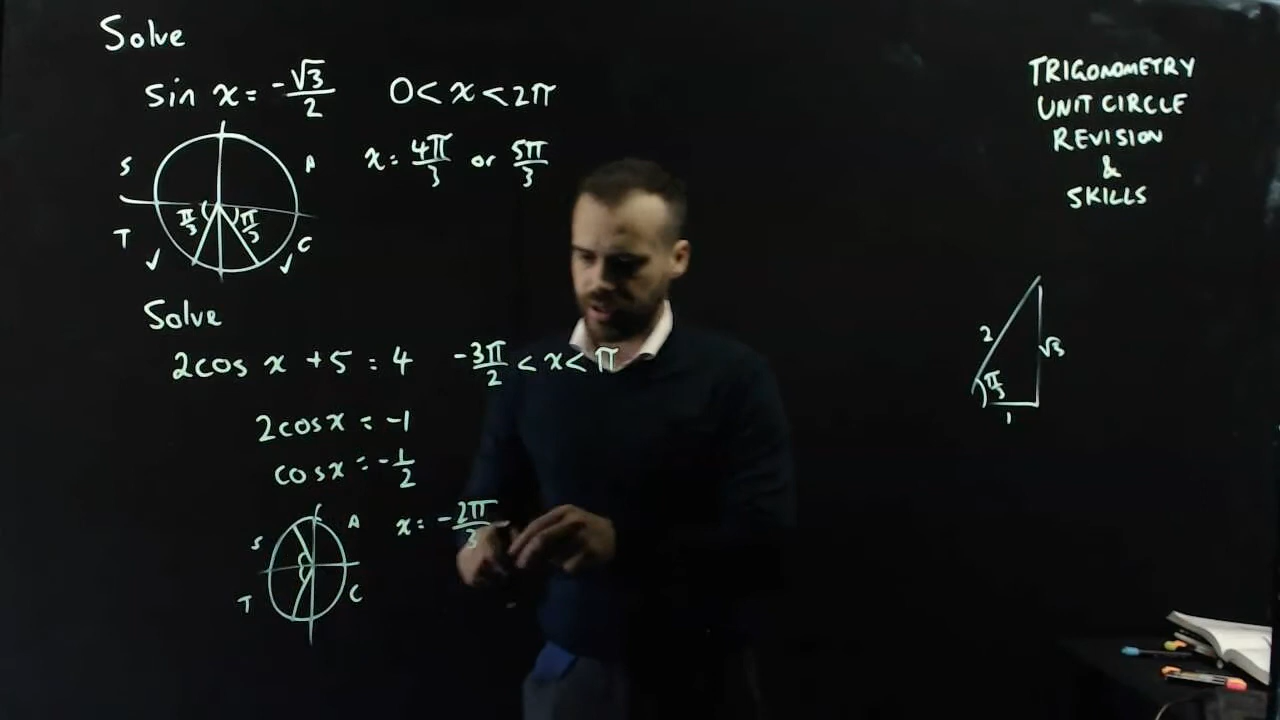 Solve
sin x = -√3/2 0 < x < 2π
S A
x = 4π/3 or 5π/3
π/3 π/3
T C
✓ ✓
Solve
2cos x + 5 = 4 -3π/2 < x < π
2cos x = -1
cos x = -1/2
S A
x = -2π/3
T C
TRIGONOMETRY
UNIT CIRCLE
REVISION
&
SKILLS
2 √3
π/3
1